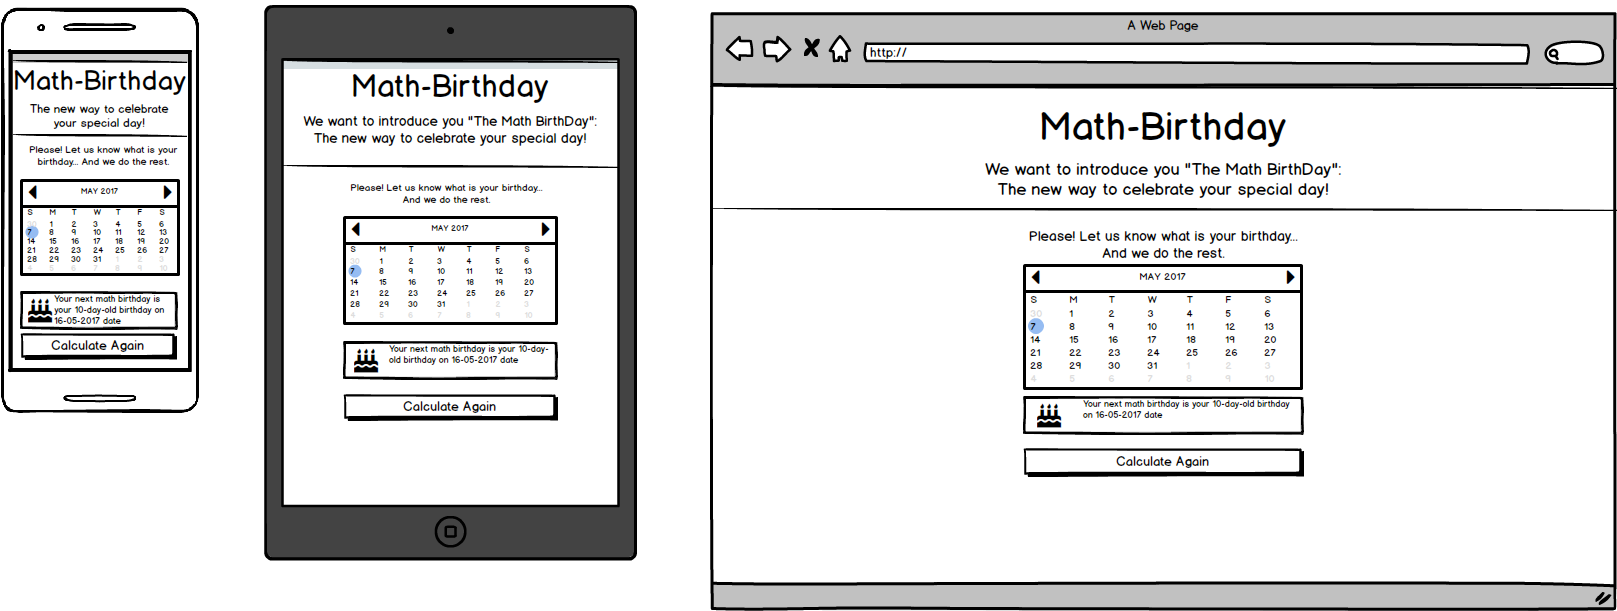 Math-Birthday
The new way to celebrate
your special day!
Please! Let us know what is your
birthday... And we do the rest.
MAY 2017
S M T W T F S
30 1 2 3 4 5 6
7 8 9 10 11 12 13
14 15 16 17 18 19 20
21 22 23 24 25 26 27
28 29 30 31 1 2 3
4 5 6 7 8 9 10
Your next math birthday is
your 10-day-old birthday on
16-05-2017 date
Calculate Again
Math-Birthday
We want to introduce you "The Math BirthDay":
The new way to celebrate your special day!
Please! Let us know what is your birthday...
And we do the rest.
MAY 2017
S M T W T F S
30 1 2 3 4 5 6
7 8 9 10 11 12 13
14 15 16 17 18 19 20
21 22 23 24 25 26 27
28 29 30 31 1 2 3
4 5 6 7 8 9 10
Your next math birthday is your 10-day-
old birthday on 16-05-2017 date
Calculate Again
A Web Page
http://
Math-Birthday
We want to introduce you "The Math BirthDay":
The new way to celebrate your special day!
Please! Let us know what is your birthday...
And we do the rest.
MAY 2017
S M T W T F S
30 1 2 3 4 5 6
7 8 9 10 11 12 13
14 15 16 17 18 19 20
21 22 23 24 25 26 27
28 29 30 31 1 2 3
4 5 6 7 8 9 10
Your next math birthday is your 10-day-old birthday
on 16-05-2017 date
Calculate Again